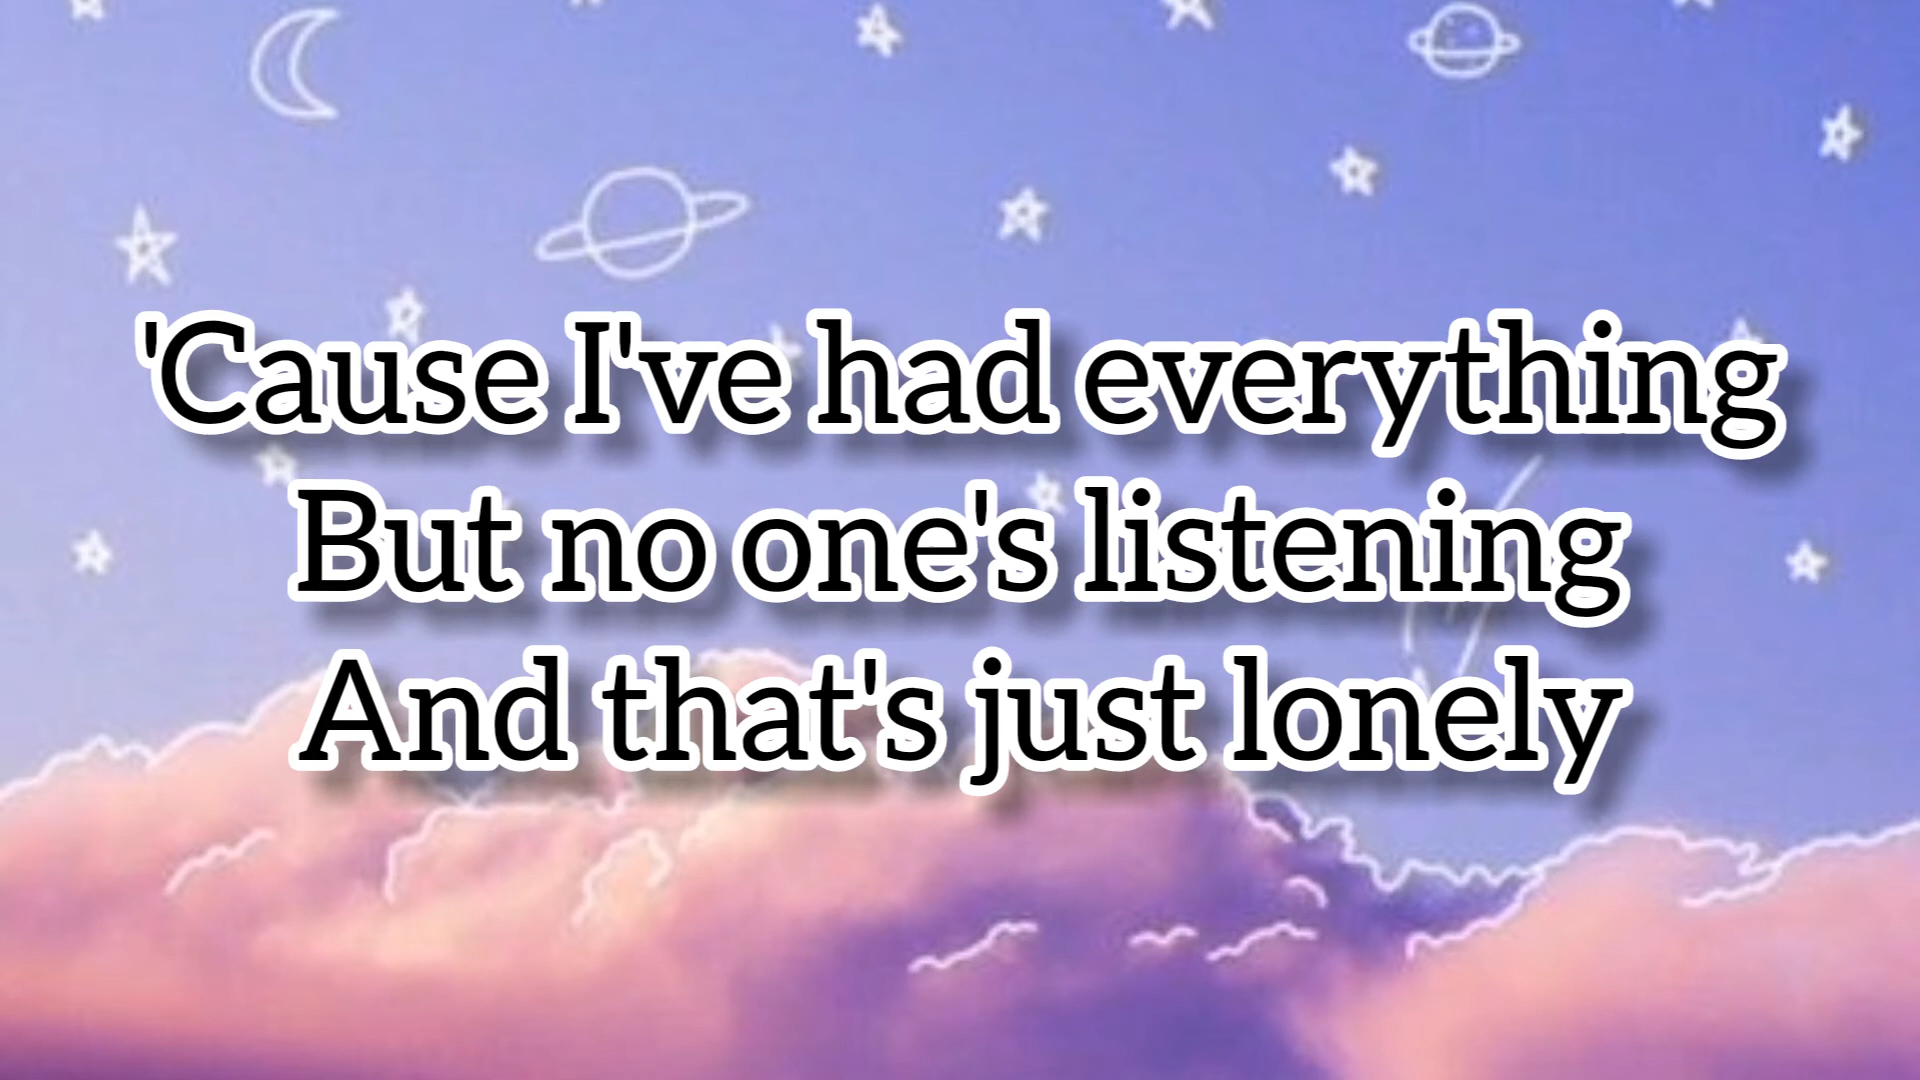 'Cause I've had everything
But no one's listening
And that's just lonely